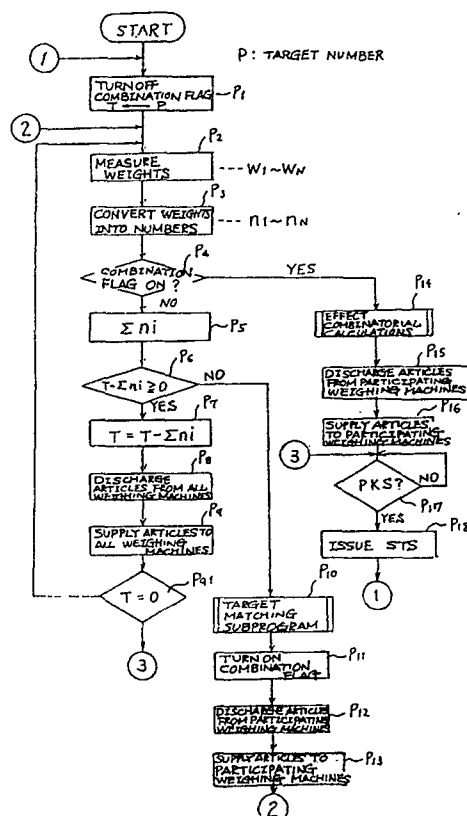 START
1
P: TARGET NUMBER
TURN OFF
COMBINATION FLAG
T ← P
P1
2
P2
MEASURE
WEIGHTS
--- W1~WN
P3
CONVERT WEIGHTS
INTO NUMBERS
--- n1~nN
P4
COMBINATION
FLAG ON ?
YES
NO
Σ ni
P5
P6
T-Σni≥0
NO
YES
P7
T = T-Σni
P8
DISCHARGE
ARTICLES FROM ALL
WEIGHING MACHINES
P9
SUPPLY ARTICLES TO
ALL WEIGHING
MACHINES
P91
T = 0
3
P14
EFFECT
COMBINATORIAL
CALCULATIONS
P15
DISCHARGE ARTICLES
FROM PARTICIPATING
WEIGHING MACHINES
P16
SUPPLY ARTICLES
TO PARTICIPATING
WEIGHING MACHINES
3
PKS?
NO
P17
YES
P18
ISSUE STS
1
P10
TARGET
MATCHING
SUBPROGRAM
P11
TURN ON
COMBINATION
FLAG
P12
DISCHARGE ARTICLES
FROM PARTICIPATING
WEIGHING MACHINES
P13
SUPPLY ARTICLES TO
PARTICIPATING
WEIGHING MACHINES
2